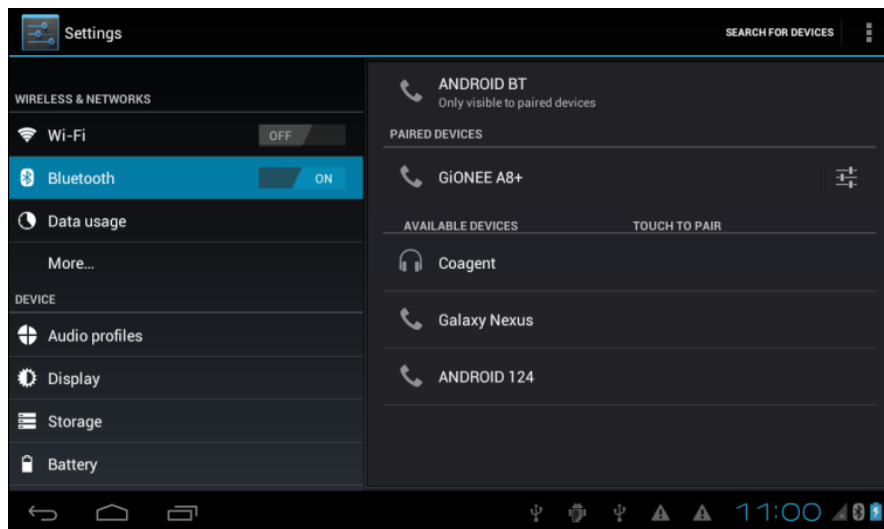 Settings
SEARCH FOR DEVICES
WIRELESS & NETWORKS
Wi-Fi
OFF
Bluetooth
ON
Data usage
More...
DEVICE
Audio profiles
Display
Storage
Battery
ANDROID BT
Only visible to paired devices
PAIRED DEVICES
GiONEE A8+
AVAILABLE DEVICES
TOUCH TO PAIR
Coagent
Galaxy Nexus
ANDROID 124
11:00